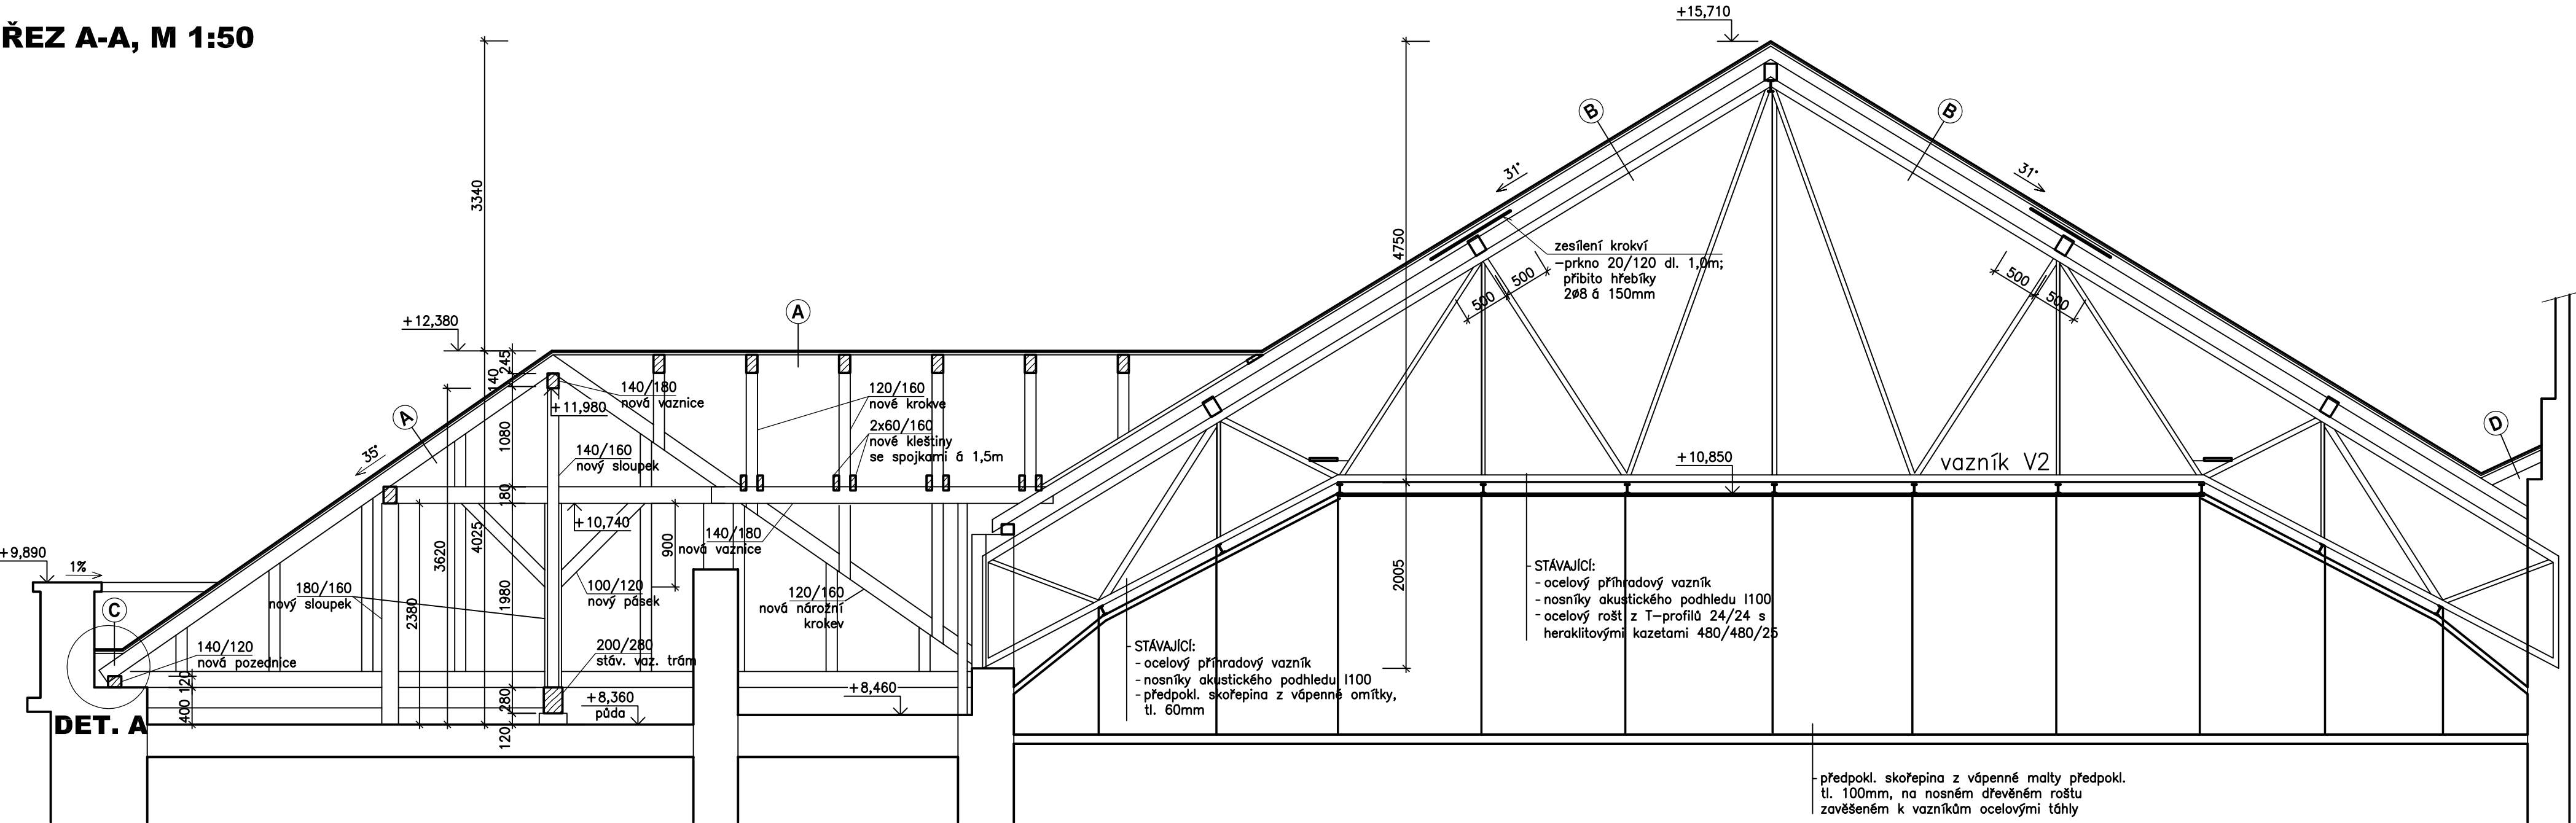 ŘEZ A-A, M 1:50
+15,710
3340
4750
B
B
31°
31°
zesílení krokví
-prkno 20/120 dl. 1,0m;
přibito hřebíky
2ø8 á 150mm
500
500
500
500
+12,380
A
245
140
140/180
nová vaznice
+11,980
120/160
nové krokve
2x60/160
nové kleštiny
se spojkami á 1,5m
A
35°
1080
140/160
nový sloupek
D
+10,850
vazník V2
180
+10,740
140/180
nová vaznice
900
3620
4025
+9,890
1%
C
180/160
nový sloupek
2380
1980
100/120
nový pásek
120/160
nová nárožní
krokev
2005
STÁVAJÍCÍ:
- ocelový příhradový vazník
- nosníky akustického podhledu I100
- ocelový rošt z T-profilů 24/24 s
heraklitovými kazetami 480/480/25
140/120
nová pozednice
200/280
stáv. vaz. trám
STÁVAJÍCÍ:
- ocelový příhradový vazník
- nosníky akustického podhledu I100
- předpokl. skořepina z vápenné omítky,
tl. 60mm
120
400
280
120
+8,360
půda
+8,460
DET. A
předpokl. skořepina z vápenné malty předpokl.
tl. 100mm, na nosném dřevěném roštu
zavěšeném k vazníkům ocelovými táhly